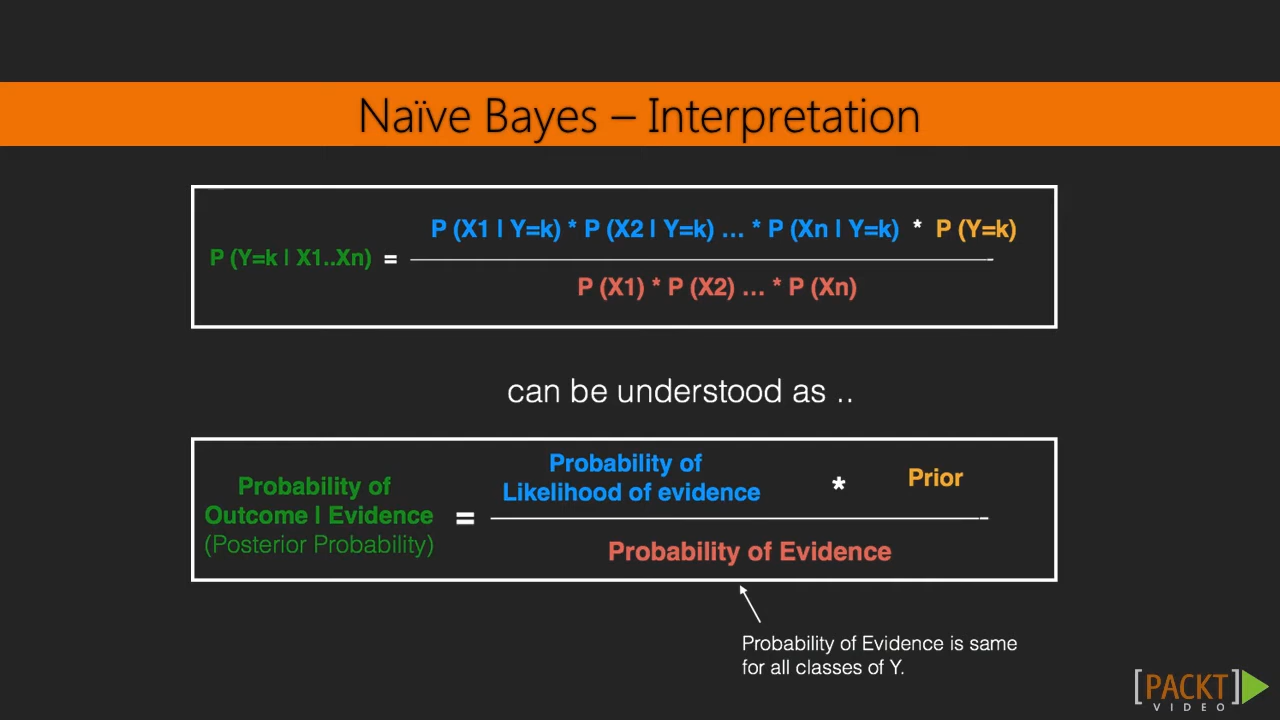 Naïve Bayes – Interpretation
P (X1 | Y=k) * P (X2 | Y=k) ... * P (Xn | Y=k) * P (Y=k)
P (Y=k | X1..Xn) =
P (X1) * P (X2) ... * P (Xn)
can be understood as ..
Probability of
Likelihood of evidence * Prior
Probability of
Outcome | Evidence =
(Posterior Probability)
Probability of Evidence
Probability of Evidence is same
for all classes of Y.
[PACKT]
VIDEO